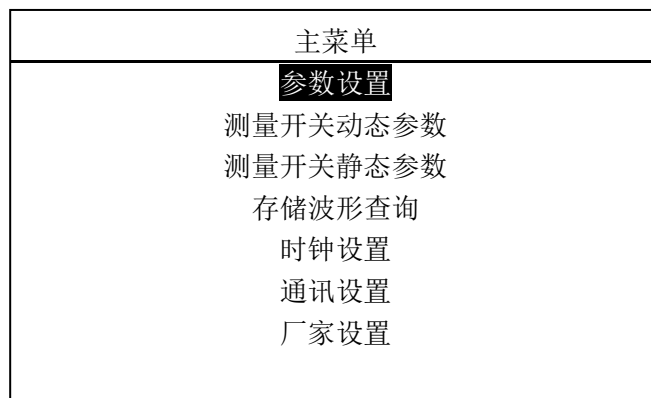 主菜单
参数设置
测量开关动态参数
测量开关静态参数
存储波形查询
时钟设置
通讯设置
厂家设置